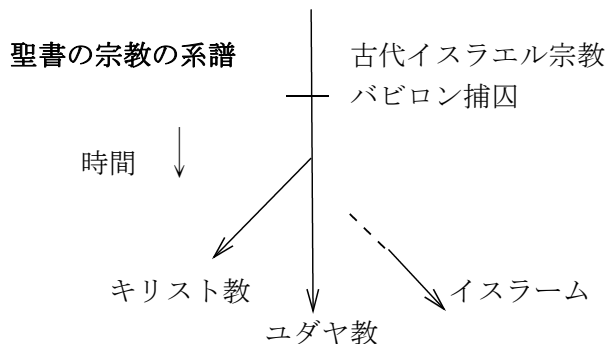 聖書の宗教の系譜
古代イスラエル宗教
バビロン捕囚
時間
キリスト教
イスラーム
ユダヤ教